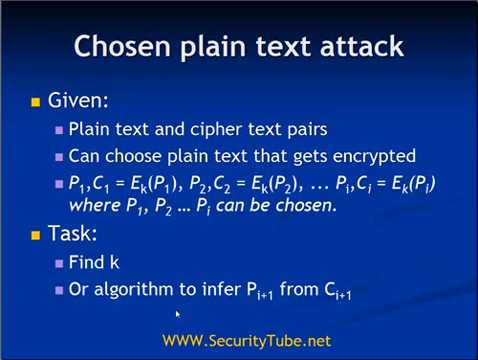 Chosen plain text attack
Given:
Plain text and cipher text pairs
Can choose plain text that gets encrypted
P1,C1 = Ek(P1), P2,C2 = Ek(P2), ... Pi,Ci = Ek(Pi)
where P1, P2 … Pi can be chosen.
Task:
Find k
Or algorithm to infer Pi+1 from Ci+1
WWW.SecurityTube.net